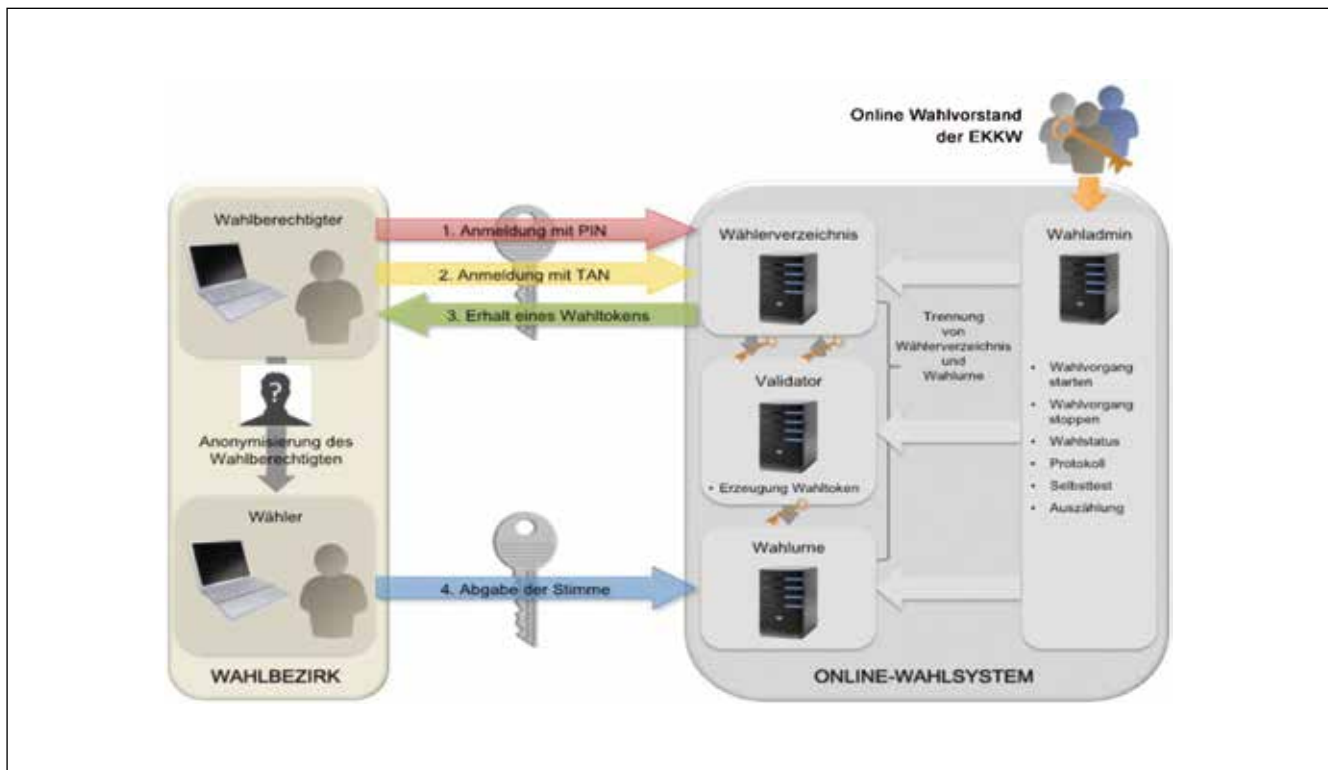 Online Wahlvorstand
der EKKW
Wahlberechtigter
1. Anmeldung mit PIN
2. Anmeldung mit TAN
3. Erhalt eines Wahltokens
?
Anonymisierung des
Wahlberechtigten
Wähler
4. Abgabe der Stimme
WAHLBEZIRK
Wählerverzeichnis
Validator
• Erzeugung Wahltoken
Wahlurne
Trennung
von
Wählerverzeichnis
und
Wahlurne
Wahladmin
• Wahlvorgang
starten
• Wahlvorgang
stoppen
• Wahlstatus
• Protokoll
• Selbsttest
• Auszählung
ONLINE-WAHLSYSTEM